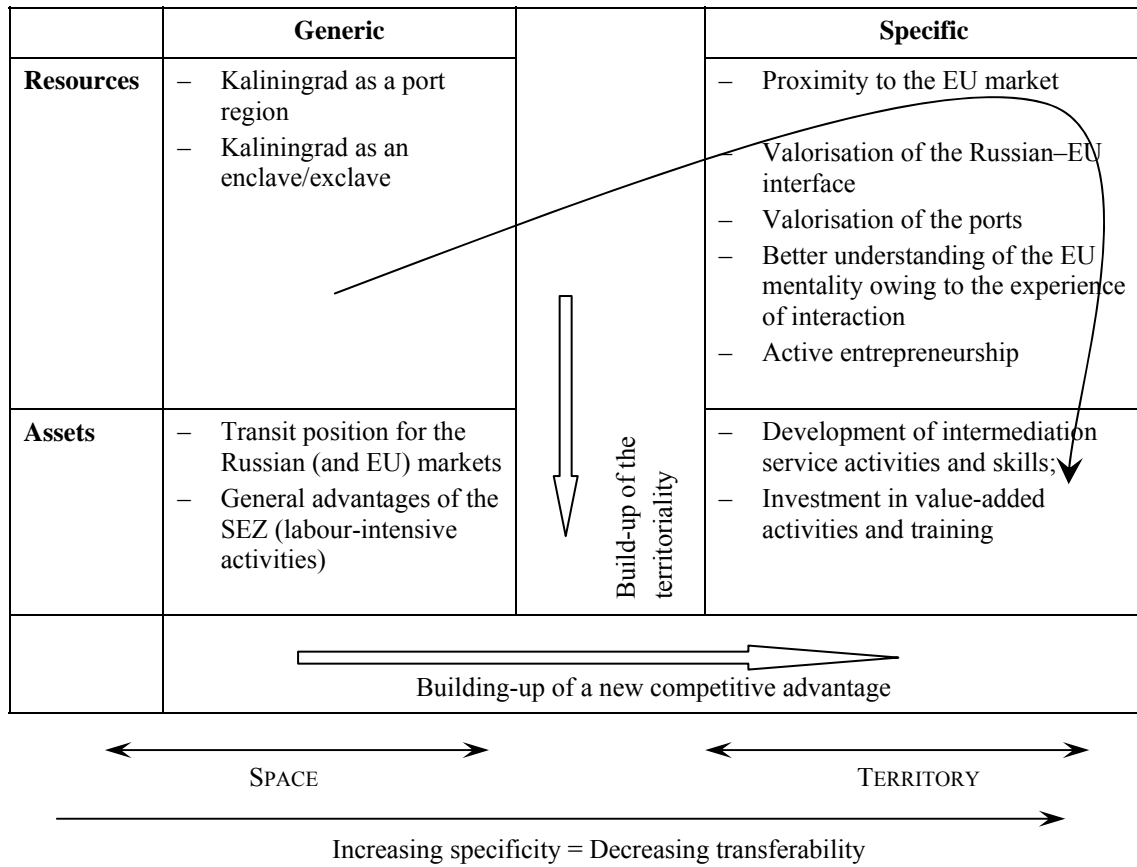 Generic
Specific
Resources
– Kaliningrad as a port
region
– Kaliningrad as an
enclave/exclave
– Proximity to the EU market
– Valorisation of the Russian–EU
interface
– Valorisation of the ports
– Better understanding of the EU
mentality owing to the experience
of interaction
– Active entrepreneurship
Assets
– Transit position for the
Russian (and EU) markets
– General advantages of the
SEZ (labour-intensive
activities)
Build-up of the
territoriality
– Development of intermediation
service activities and skills;
– Investment in value-added
activities and training
Building-up of a new competitive advantage
SPACE
TERRITORY
Increasing specificity = Decreasing transferability